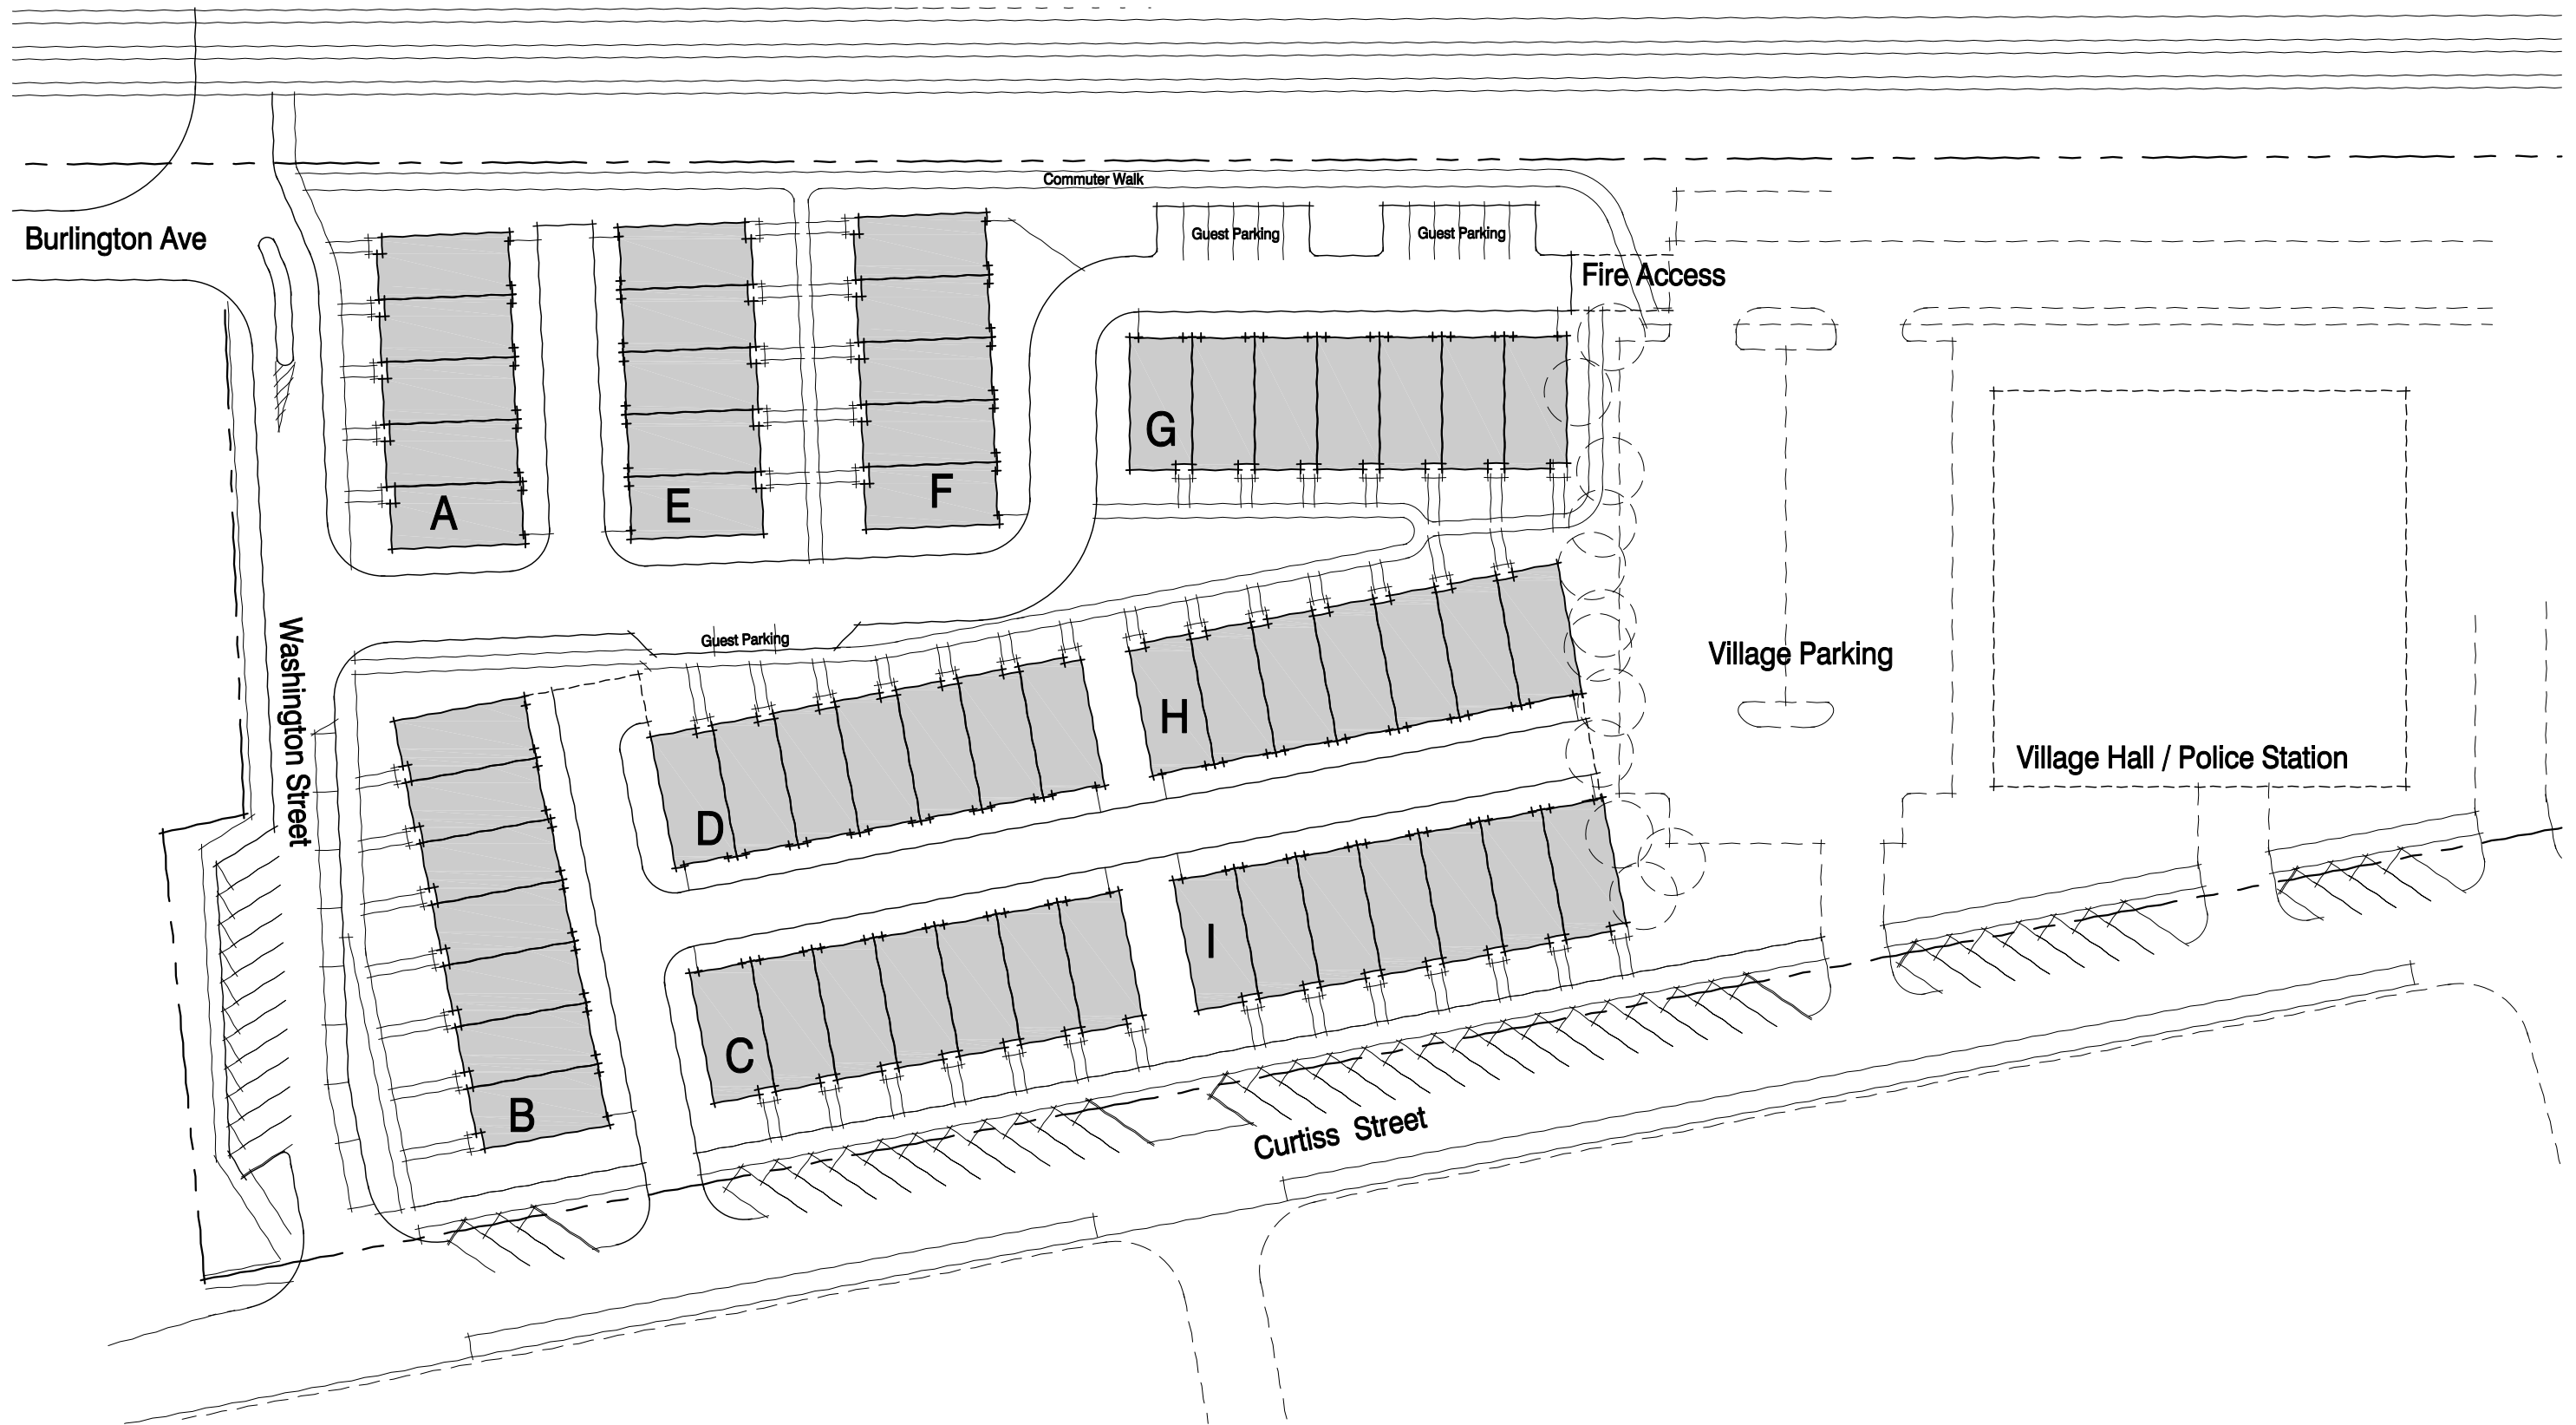 Commuter Walk
Burlington Ave
Guest Parking
Guest Parking
Fire Access
G
F
E
A
Washington Street
Guest Parking
Village Parking
H
Village Hall / Police Station
D
I
C
B
Curtiss Street